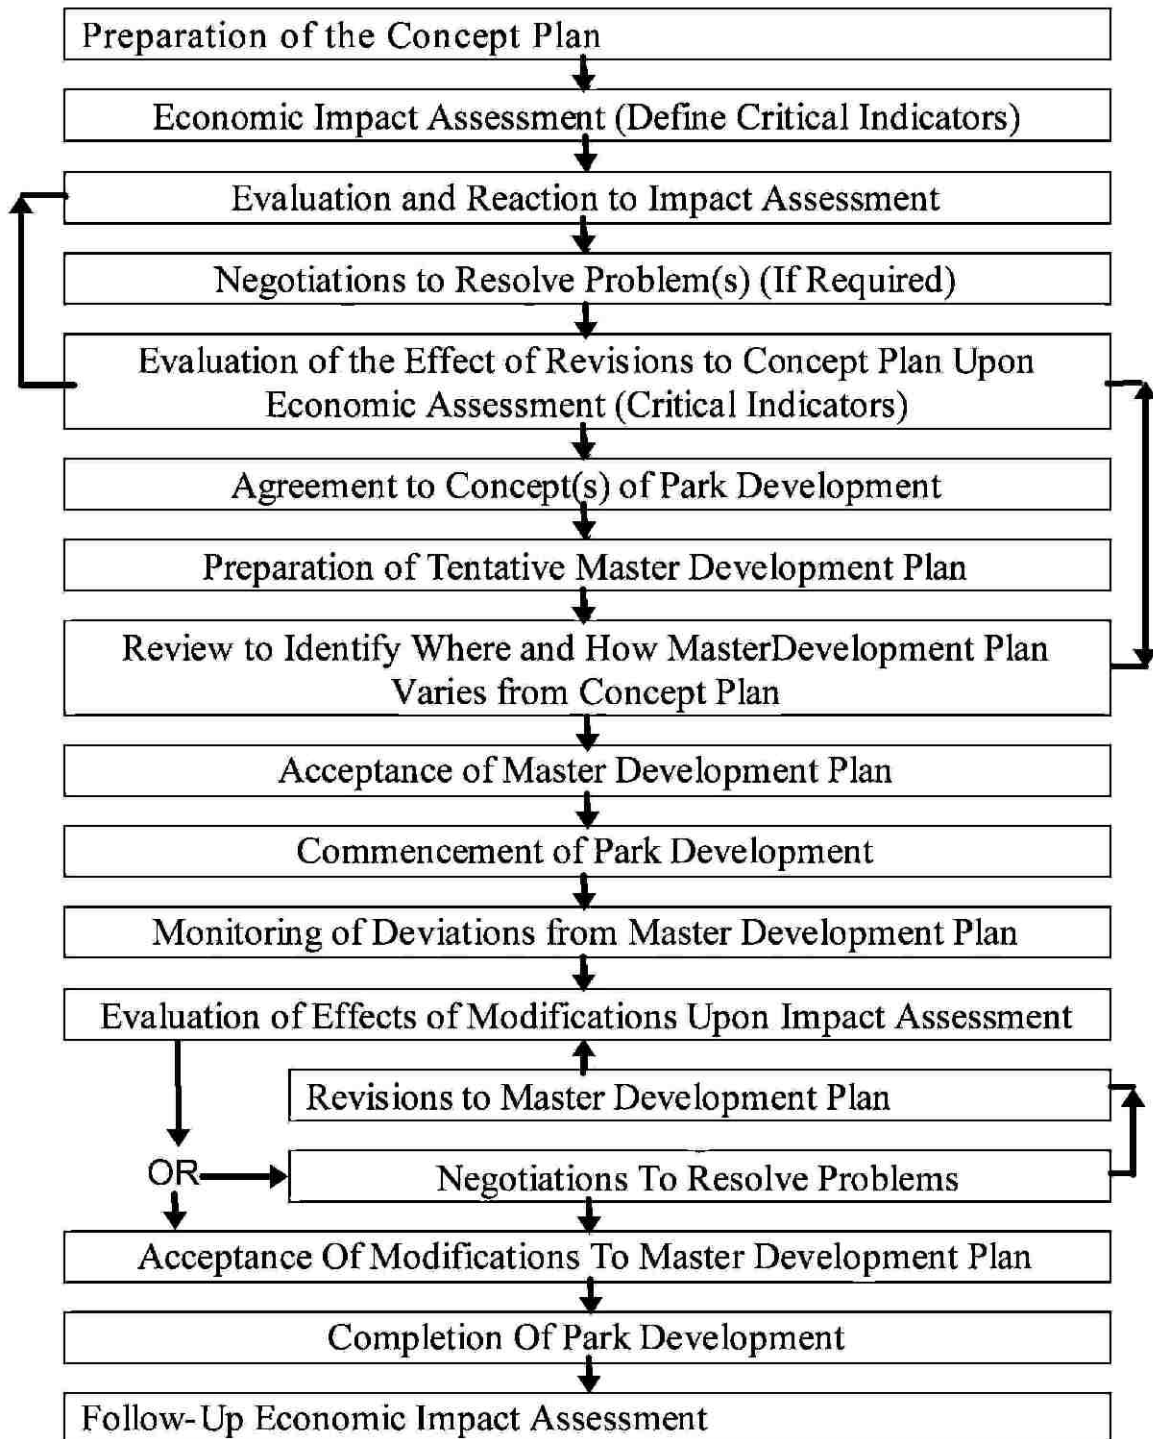 Preparation of the Concept Plan
Economic Impact Assessment (Define Critical Indicators)
Evaluation and Reaction to Impact Assessment
Negotiations to Resolve Problem(s) (If Required)
Evaluation of the Effect of Revisions to Concept Plan Upon
Economic Assessment (Critical Indicators)
Agreement to Concept(s) of Park Development
Preparation of Tentative Master Development Plan
Review to Identify Where and How MasterDevelopment Plan
Varies from Concept Plan
Acceptance of Master Development Plan
Commencement of Park Development
Monitoring of Deviations from Master Development Plan
Evaluation of Effects of Modifications Upon Impact Assessment
Revisions to Master Development Plan
OR
Negotiations To Resolve Problems
Acceptance Of Modifications To Master Development Plan
Completion Of Park Development
Follow-Up Economic Impact Assessment